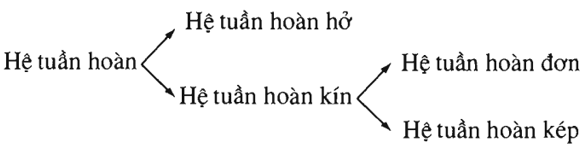 Hệ tuần hoàn hở
Hệ tuần hoàn
Hệ tuần hoàn kín
Hệ tuần hoàn đơn
Hệ tuần hoàn kép